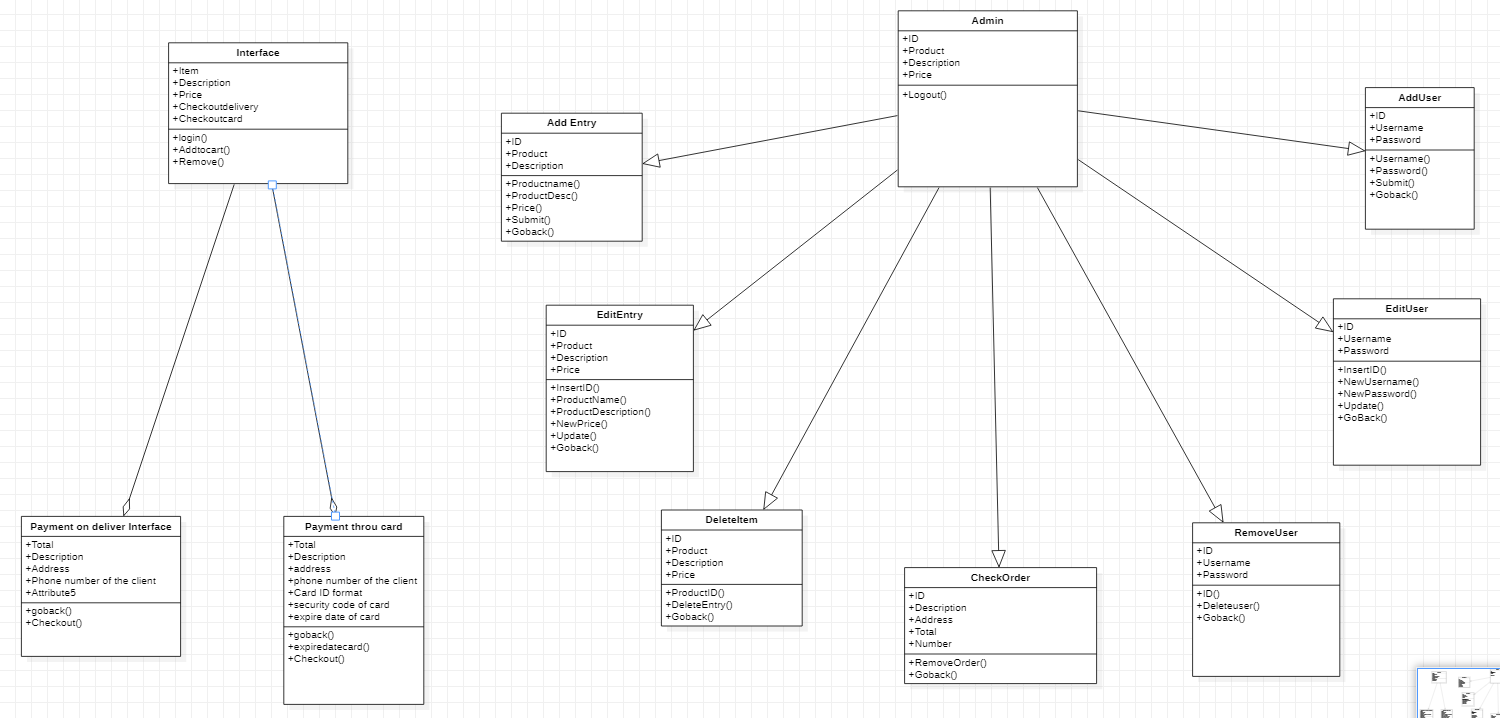 Interface
+Item
+Description
+Price
+Checkoutdelivery
+Checkoutcard
+login()
+Addtocart()
+Remove()
Payment on deliver Interface
+Total
+Description
+Address
+Phone number of the client
+Attribute5
+goback()
+Checkout()
Payment throu card
+Total
+Description
+address
+phone number of the client
+Card ID format
+security code of card
+expire date of card
+goback()
+expiredatecard()
+Checkout()
Admin
+ID
+Product
+Description
+Price
+Logout()
Add Entry
+ID
+Product
+Description
+Productname()
+ProductDesc()
+Price()
+Submit()
+Goback()
EditEntry
+ID
+Product
+Description
+Price
+InsertID()
+ProductName()
+ProductDescription()
+NewPrice()
+Update()
+Goback()
DeleteItem
+ID
+Product
+Description
+Price
+ProductID()
+DeleteEntry()
+Goback()
CheckOrder
+ID
+Description
+Address
+Total
+Number
+RemoveOrder()
+Goback()
RemoveUser
+ID
+Username
+Password
+ID()
+Deleteuser()
+Goback()
EditUser
+ID
+Username
+Password
+InsertID()
+NewUsername()
+NewPassword()
+Update()
+GoBack()
AddUser
+ID
+Username
+Password
+Username()
+Password()
+Submit()
+Goback()